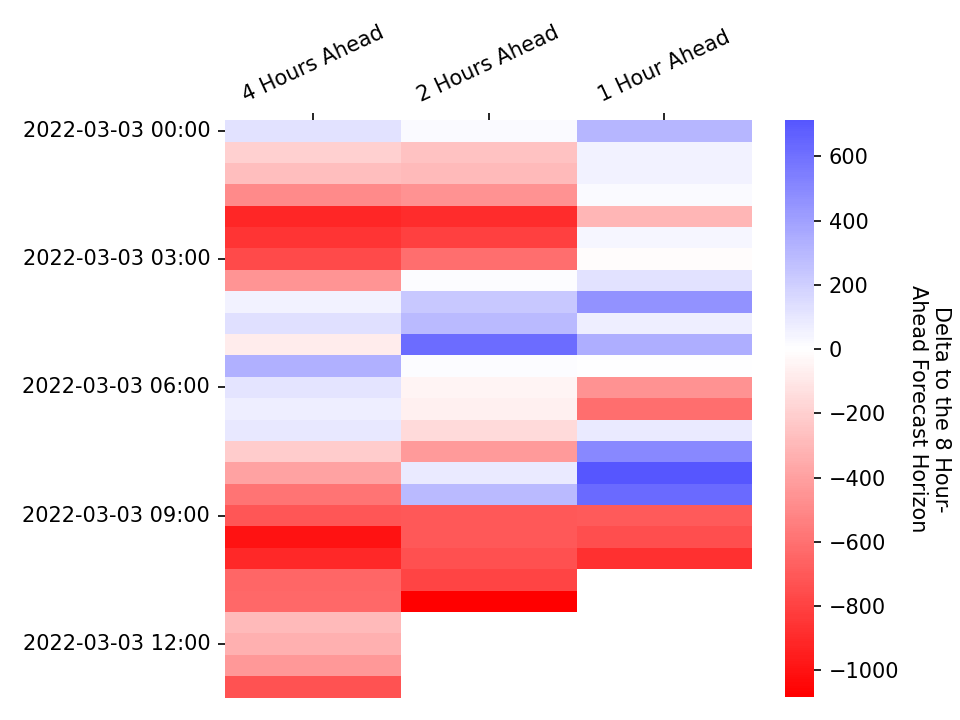 4 Hours Ahead
2 Hours Ahead
1 Hour Ahead
2022-03-03 00:00
2022-03-03 03:00
2022-03-03 06:00
2022-03-03 09:00
2022-03-03 12:00
600
400
200
0
−200
−400
−600
−800
−1000
Delta to the 8 Hour-
Ahead Forecast Horizon